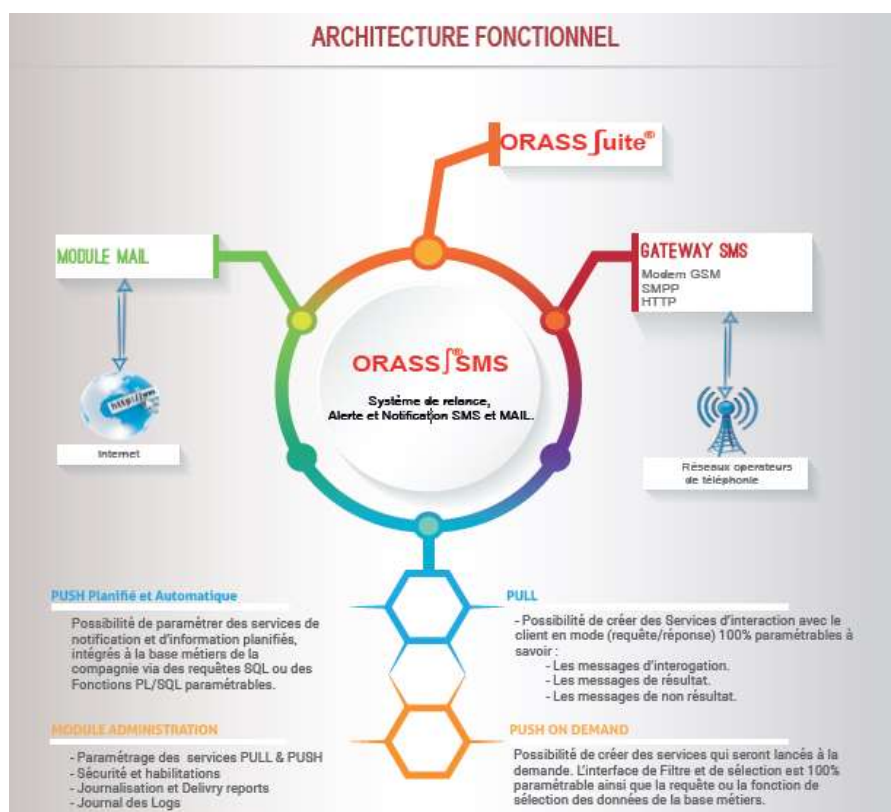 ARCHITECTURE FONCTIONNEL
ORASS ∫uite®
MODULE MAIL
GATEWAY SMS
Modem GSM
SMPP
HTTP
ORASS∫®SMS
Système de relance,
Alerte et Notification SMS et MAIL.
http://ww
Internet
Réseaux operateurs
de téléphonie
PUSH Planifié et Automatique
Possibilité de paramétrer des services de
notification et d'information planifiés,
intégrés à la base métiers de la
compagnie via des requêtes SQL ou des
Fonctions PL/SQL paramétrables.
PULL
- Possibilité de créer des Services d'interaction avec le
client en mode (requête/réponse) 100% paramétrables à
savoir :
- Les messages d'interogation.
- Les messages de résultat.
- Les messages de non résultat.
MODULE ADMINISTRATION
- Paramétrage des services PULL & PUSH
- Sécurité et habilitations
- Journalisation et Delivry reports
- Journal des Logs
PUSH ON DEMAND
Possibilité de créer des services qui seront lancés à la
demande. L'interface de Filtre et de sélection est 100%
paramétrable ainsi que la requête ou la fonction de
sélection des données de la base métiers.